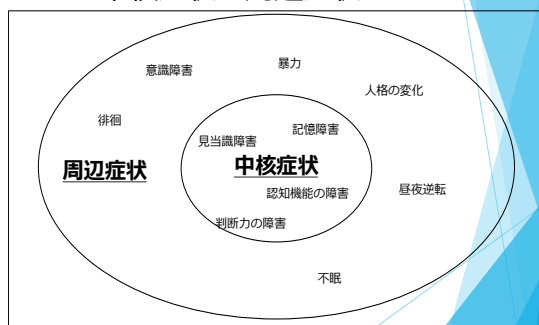 意識障害
暴力
人格の変化
徘徊
記憶障害
見当識障害
周辺症状
中核症状
認知機能の障害
昼夜逆転
判断力の障害
不眠